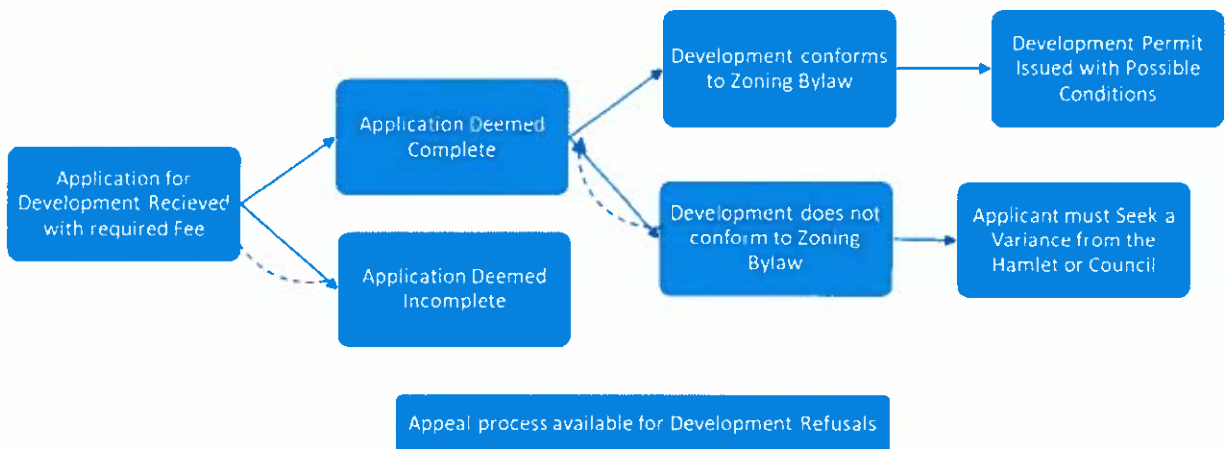 Application for
Development Recieved
with required Fee
Application Deemed
Complete
Application Deemed
Incomplete
Development conforms
to Zoning Bylaw
Development does not
conform to Zoning
Bylaw
Development Permit
Issued with Possible
Conditions
Applicant must Seek a
Variance from the
Hamlet or Council
Appeal process available for Development Refusals